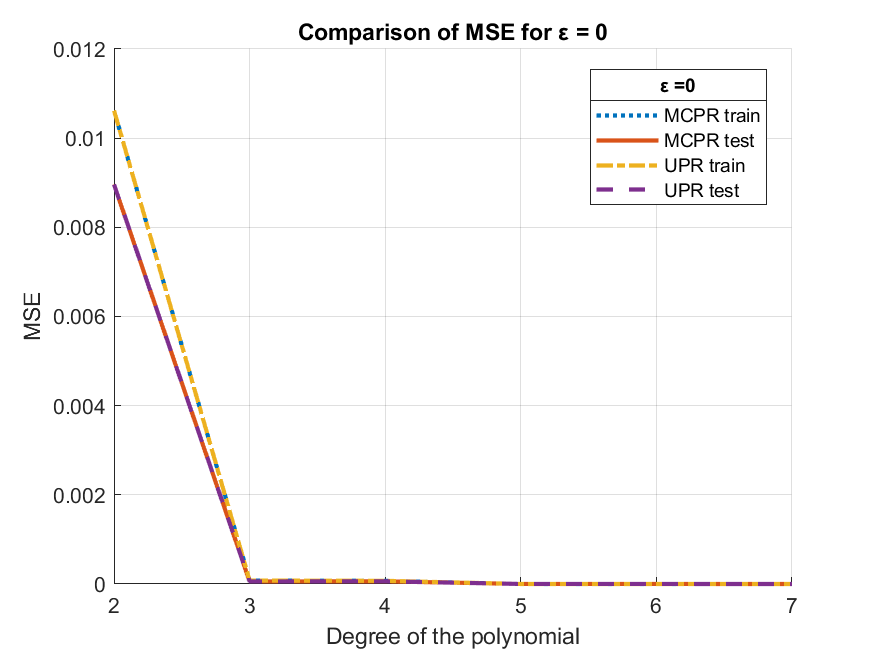 Comparison of MSE for ε = 0
0.012
0.01
0.008
0.006
0.004
0.002
0
MSE
ε =0
MCPR train
MCPR test
UPR train
UPR test
2 3 4 5 6 7
Degree of the polynomial